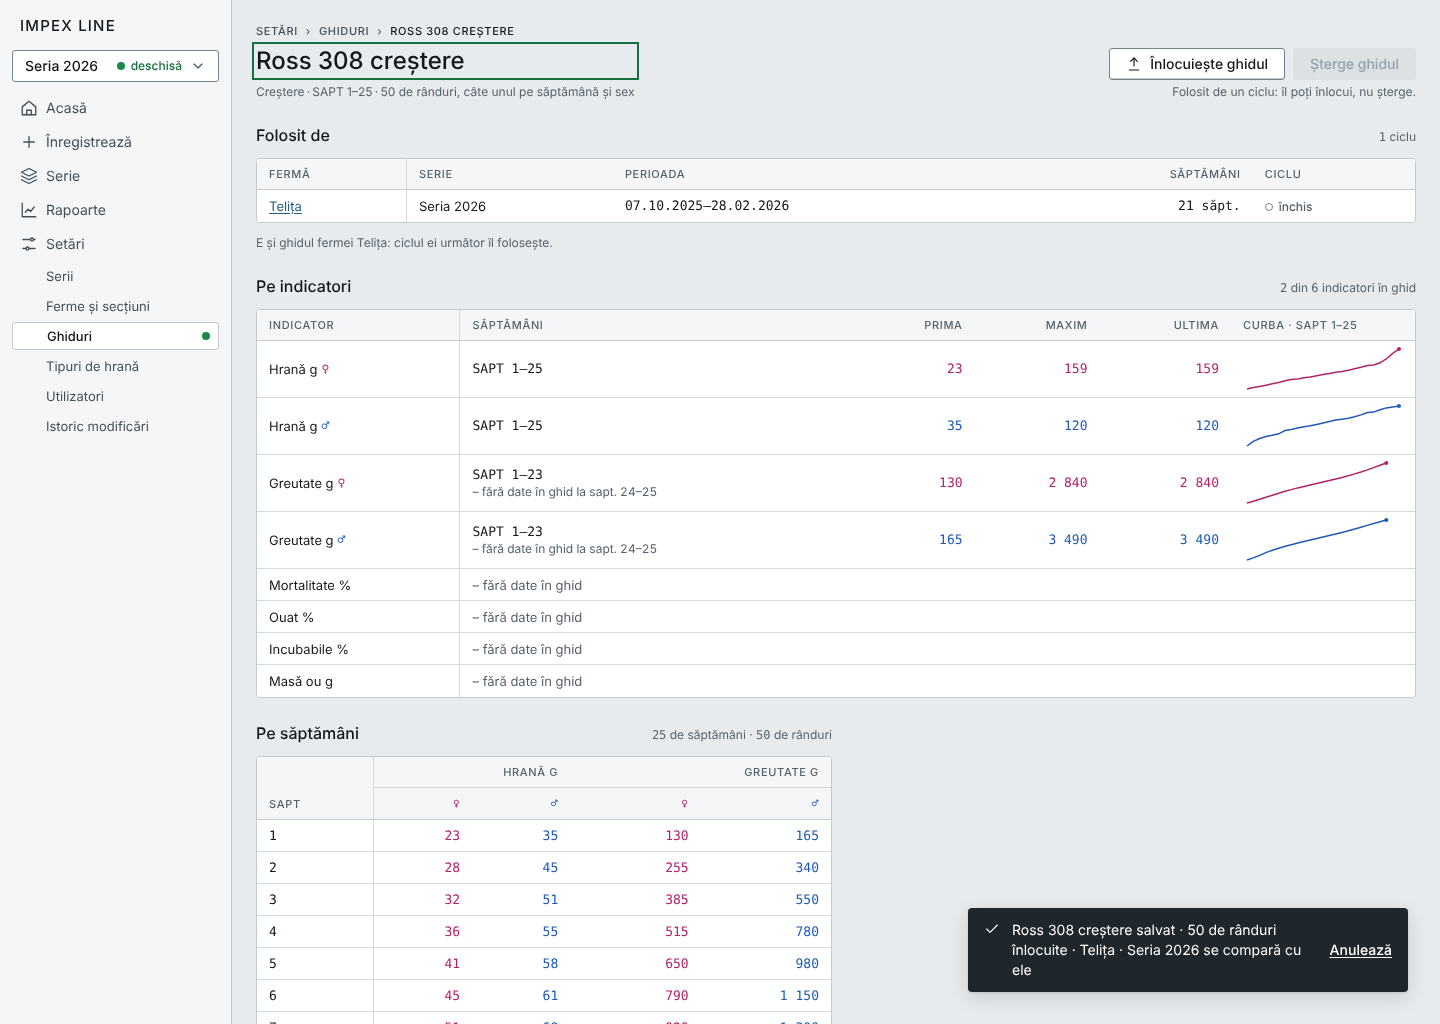 IMPEX LINE
Seria 2026 deschisă
Acasă
Înregistrează
Serie
Rapoarte
Setări
Serii
Ferme și secțiuni
Ghiduri
Tipuri de hrană
Utilizatori
Istoric modificări
SETĂRI › GHIDURI › ROSS 308 CREȘTERE
Ross 308 creștere
Creștere · SAPT 1–25 · 50 de rânduri, câte unul pe săptămână și sex
Înlocuiește ghidul
Șterge ghidul
Folosit de un ciclu: îl poți înlocui, nu șterge.
Folosit de
1 ciclu
FERMĂ SERIE PERIOADA SĂPTĂMÂNI CICLU
Telița Seria 2026 07.10.2025–28.02.2026 21 săpt. închis
E și ghidul fermei Telița: ciclul ei următor îl folosește.
Pe indicatori
2 din 6 indicatori în ghid
INDICATOR SĂPTĂMÂNI PRIMA MAXIM ULTIMA CURBA · SAPT 1–25
Hrană g ♀ SAPT 1–25 23 159 159
Hrană g ♂ SAPT 1–25 35 120 120
Greutate g ♀ SAPT 1–23 130 2 840 2 840
– fără date în ghid la sapt. 24–25
Greutate g ♂ SAPT 1–23 165 3 490 3 490
– fără date în ghid la sapt. 24–25
Mortalitate % – fără date în ghid
Ouat % – fără date în ghid
Incubabile % – fără date în ghid
Masă ou g – fără date în ghid
Pe săptămâni
25 de săptămâni · 50 de rânduri
HRANĂ G GREUTATE G
SAPT ♀ ♂ ♀ ♂
1 23 35 130 165
2 28 45 255 340
3 32 51 385 550
4 36 55 515 780
5 41 58 650 980
6 45 61 790 1 150
Ross 308 creștere salvat · 50 de rânduri
înlocuite · Telița · Seria 2026 se compară cu
ele
Anulează